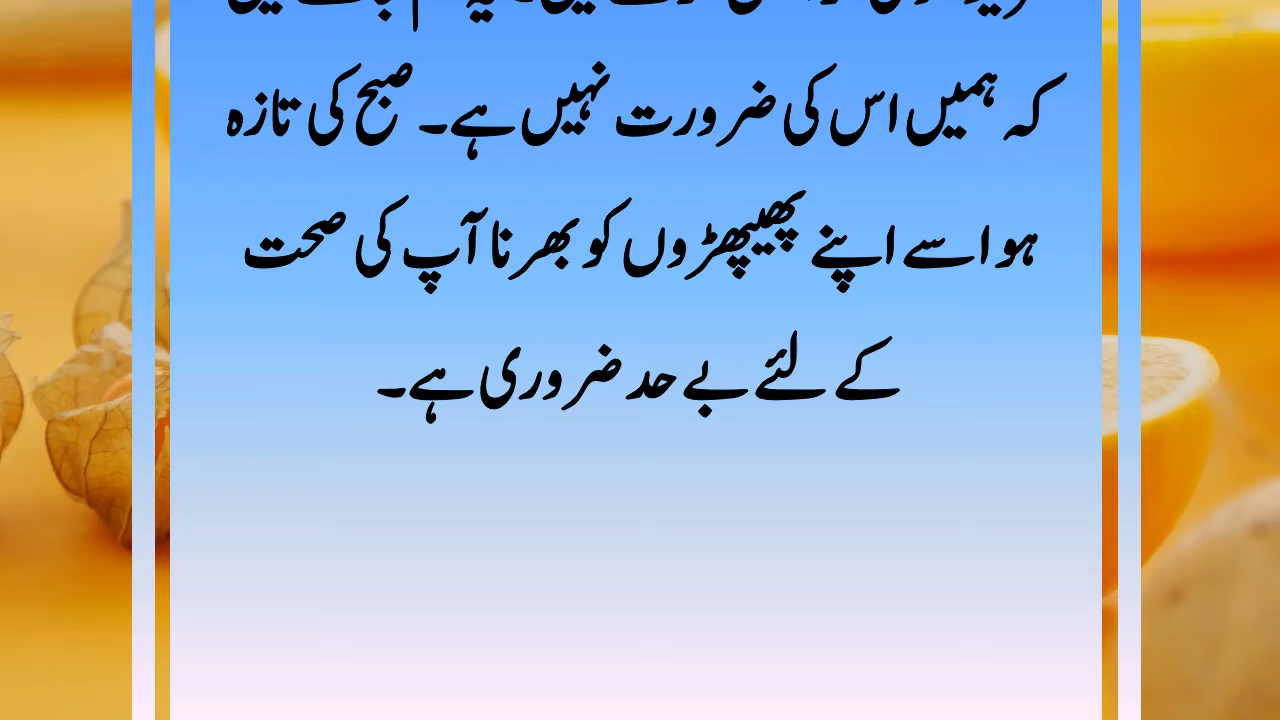 کہ ہمیں اس کی ضرورت نہیں ہے۔ صبح کی تازہ
ہوا سے اپنے پھیپھڑوں کو بھرنا آپ کی صحت
کے لئے بے حد ضروری ہے۔